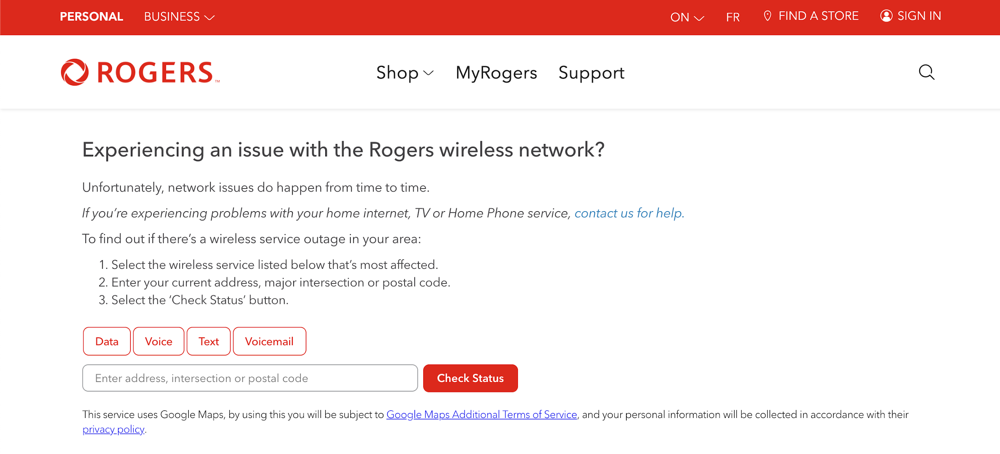 PERSONAL BUSINESS ON FR FIND A STORE SIGN IN
ROGERS™ Shop MyRogers Support
Experiencing an issue with the Rogers wireless network?
Unfortunately, network issues do happen from time to time.
If you’re experiencing problems with your home internet, TV or Home Phone service, contact us for help.
To find out if there’s a wireless service outage in your area:
1. Select the wireless service listed below that’s most affected.
2. Enter your current address, major intersection or postal code.
3. Select the ‘Check Status’ button.
Data Voice Text Voicemail
Enter address, intersection or postal code Check Status
This service uses Google Maps, by using this you will be subject to Google Maps Additional Terms of Service, and your personal information will be collected in accordance with their
privacy policy.